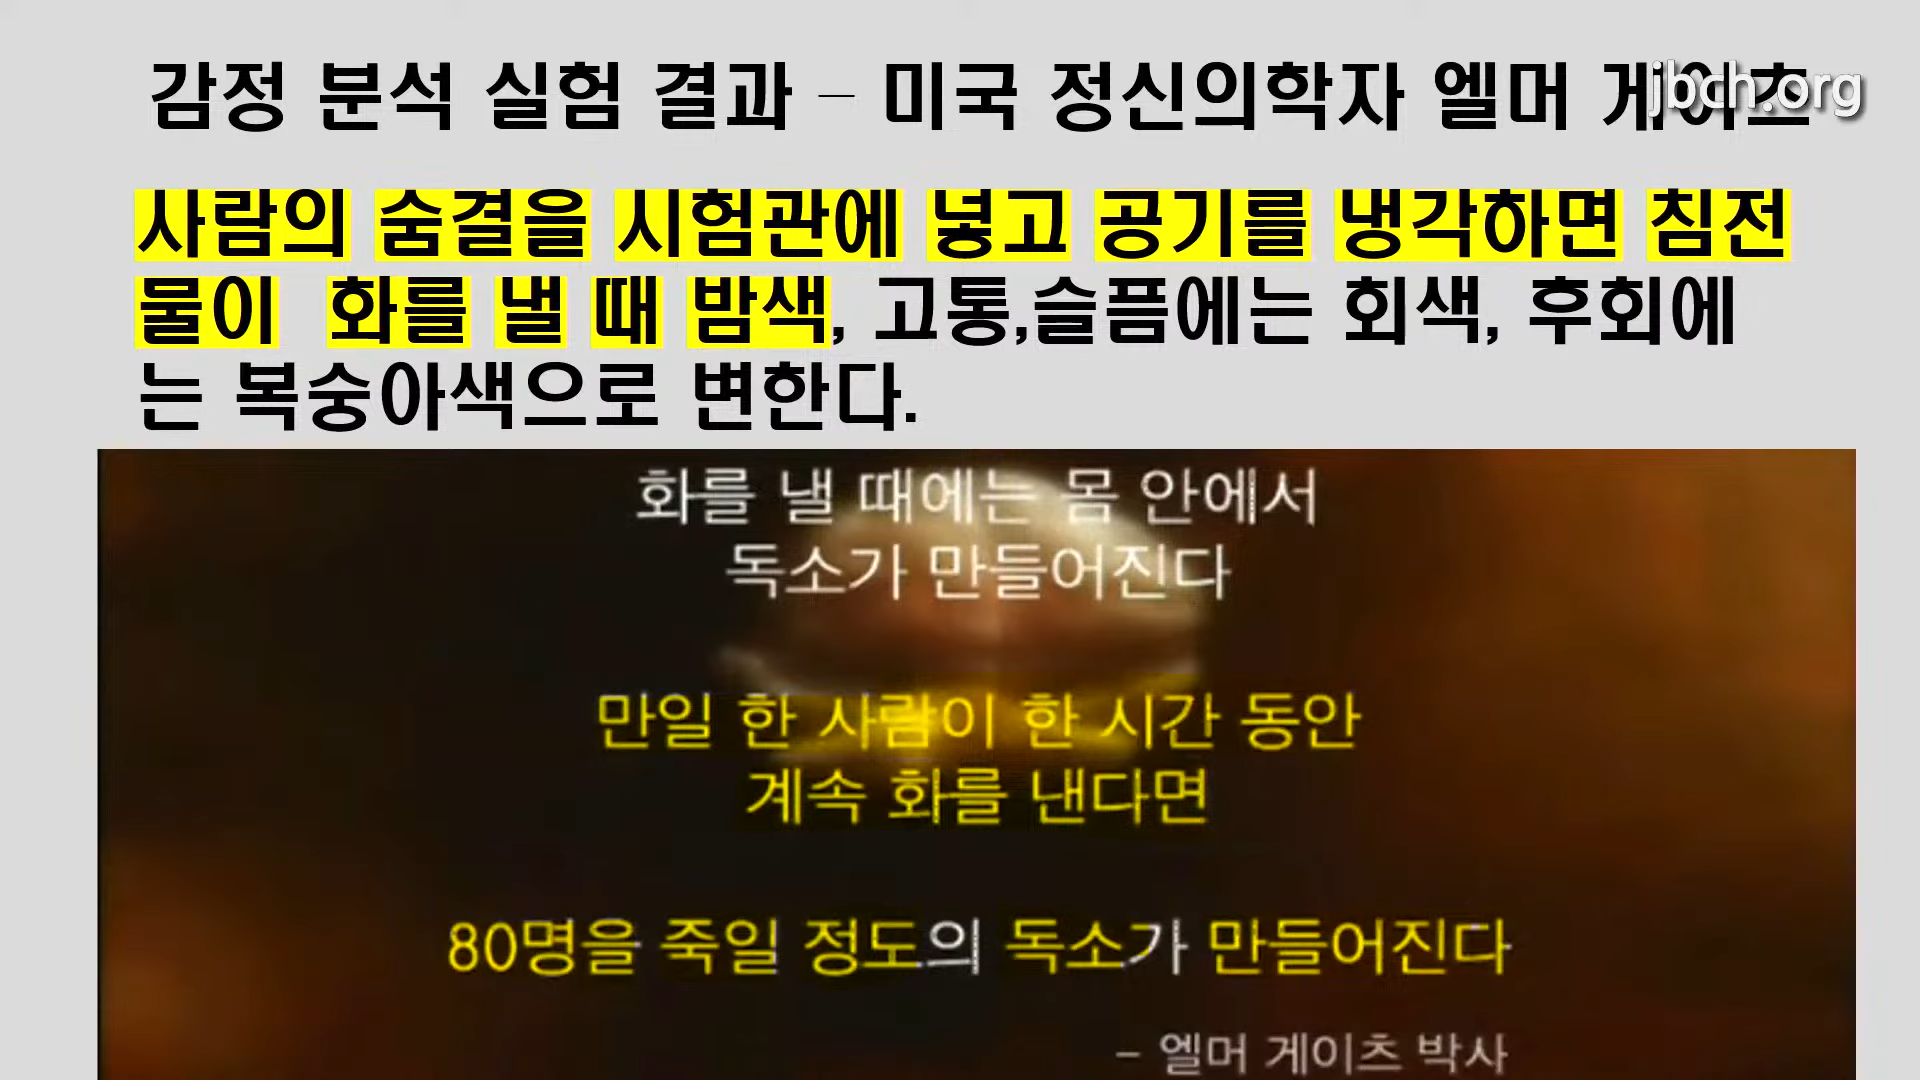 감정 분석 실험 결과 – 미국 정신의학자 엘머 게이츠
jbch.org
사람의 숨결을 시험관에 넣고 공기를 냉각하면 침전
물이 화를 낼 때 밤색, 고통,슬픔에는 회색, 후회에
는 복숭아색으로 변한다.
화를 낼 때에는 몸 안에서
독소가 만들어진다
만일 한 사람이 한 시간 동안
계속 화를 낸다면
80명을 죽일 정도의 독소가 만들어진다
– 엘머 게이츠 박사